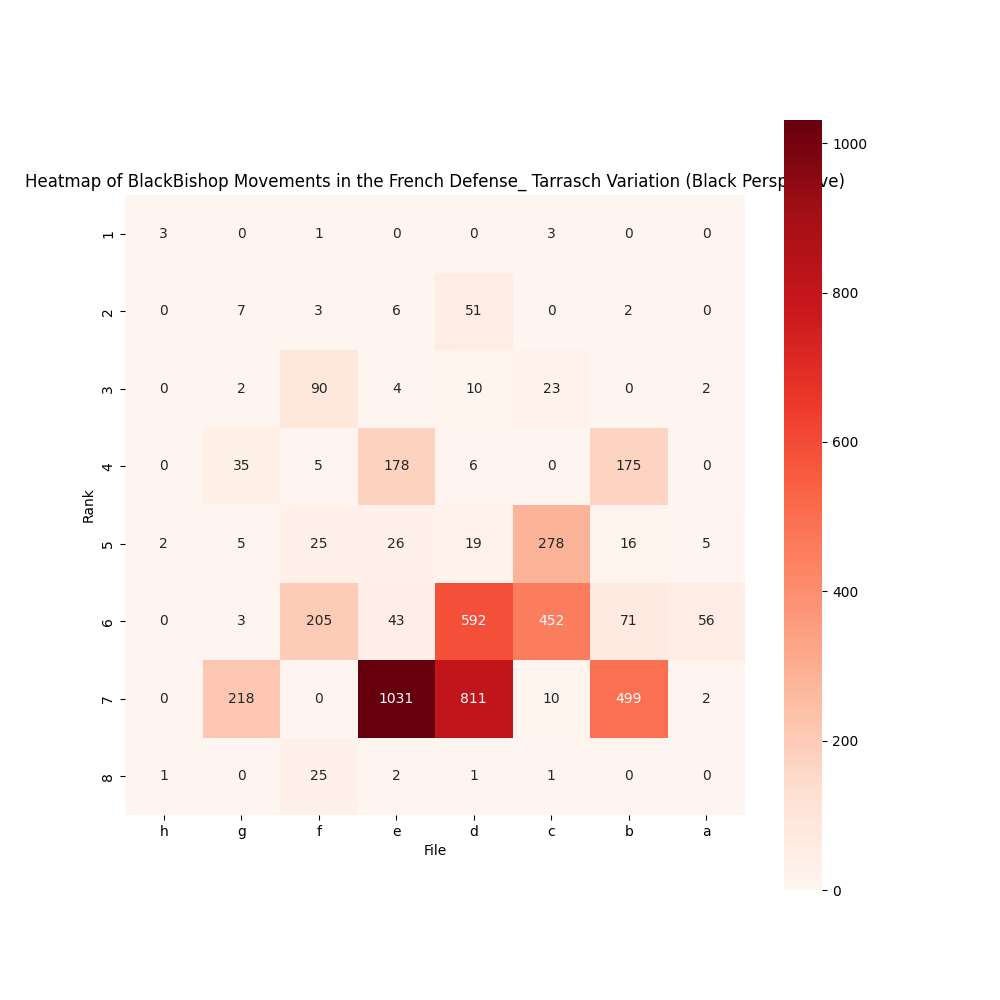 Heatmap of BlackBishop Movements in the French Defense_ Tarrasch Variation (Black Perspective)
1000
1 3 0 1 0 0 3 0 0
800
2 0 7 3 6 51 0 2 0
3 0 2 90 4 10 23 0 2
600
4 0 35 5 178 6 0 175 0
Rank
5 2 5 25 26 19 278 16 5
400
6 0 3 205 43 592 452 71 56
7 0 218 0 1031 811 10 499 2
200
8 1 0 25 2 1 1 0 0
h g f e d c b a
File
0